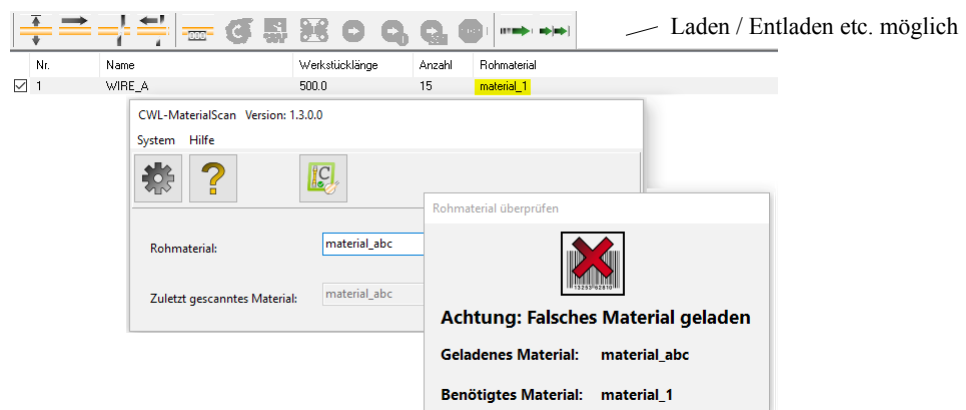 Laden / Entladen etc. möglich
Nr. Name Werkstücklänge Anzahl Rohmaterial
1 WIRE_A 500.0 15 material_1
CWL-MaterialScan Version: 1.3.0.0
System Hilfe
C
Rohmaterial überprüfen
Rohmaterial: material_abc
Zuletzt gescanntes Material: material_abc
Achtung: Falsches Material geladen
Geladenes Material: material_abc
Benötigtes Material: material_1